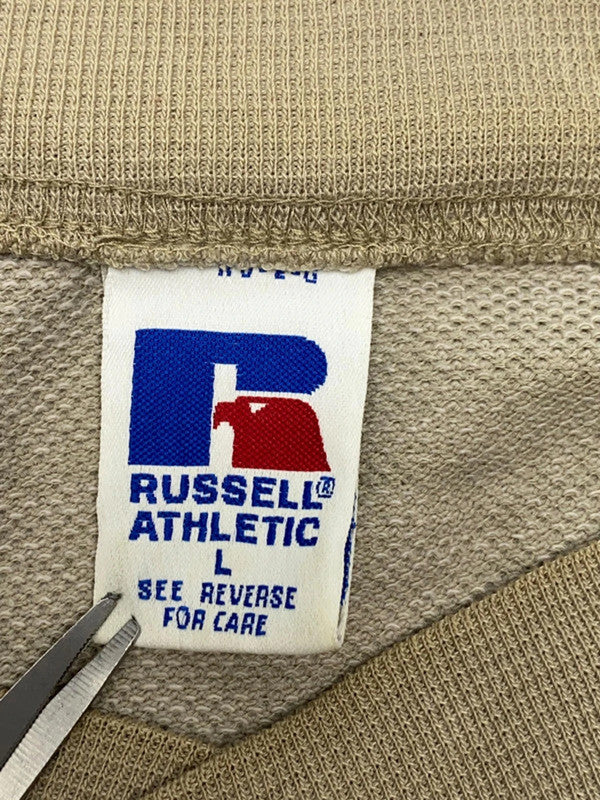 RUSSELL®
ATHLETIC
L
SEE REVERSE
FOR CARE